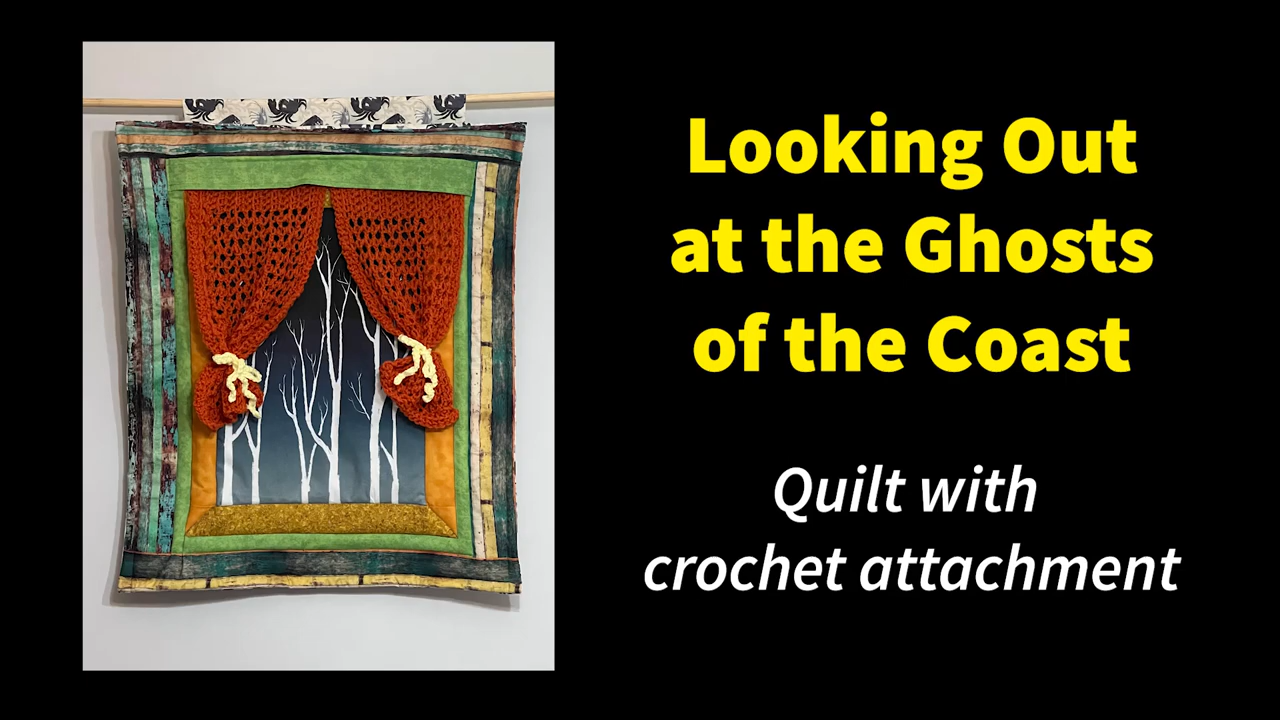 Looking Out
at the Ghosts
of the Coast
Quilt with
crochet attachment